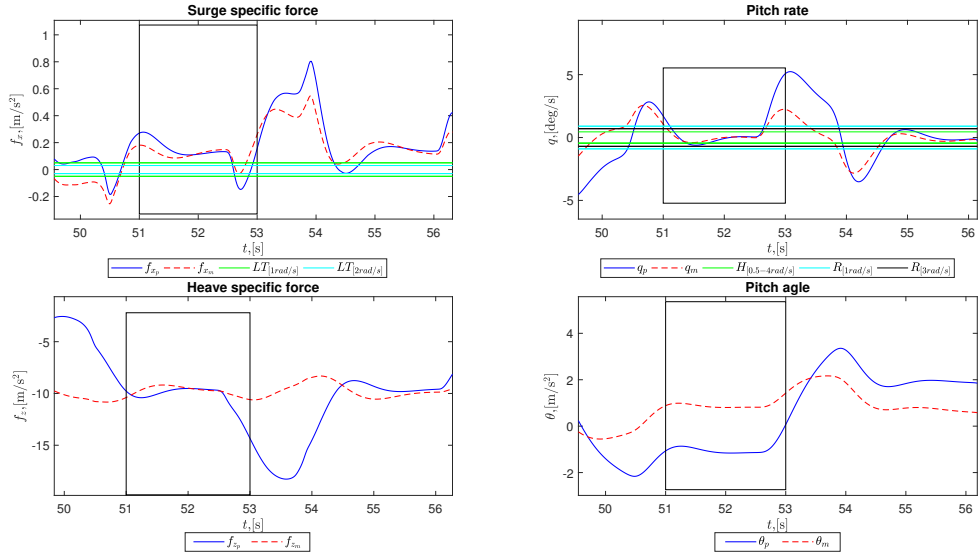 Surge specific force
1
0.8
0.6
0.4
0.2
0
-0.2
f_x,[m/s²]
50 51 52 53 54 55 56
t,[s]
f_{x_p} f_{x_m} LT_{[1rad/s]} LT_{[2rad/s]}
Pitch rate
5
0
-5
q,[deg/s]
50 51 52 53 54 55 56
t,[s]
q_p q_m H_{[0.5−4rad/s]} R_{[1rad/s]} R_{[3rad/s]}
Heave specific force
-5
-10
-15
f_z,[m/s²]
50 51 52 53 54 55 56
t,[s]
f_{z_p} f_{z_m}
Pitch agle
4
2
0
-2
θ,[m/s²]
50 51 52 53 54 55 56
t,[s]
θ_p θ_m